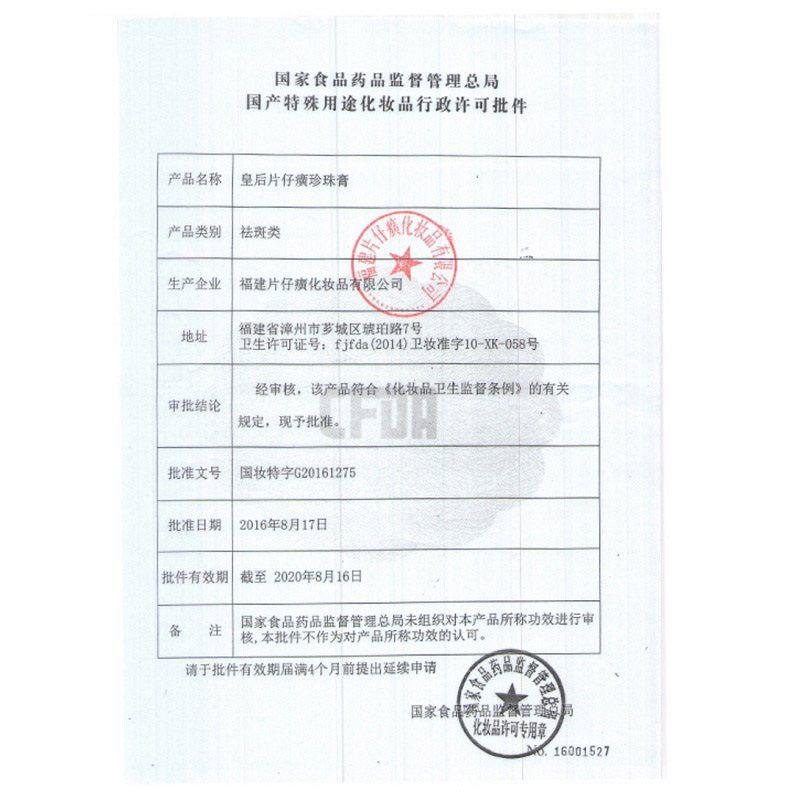 国家食品药品监督管理总局
国产特殊用途化妆品行政许可批件
产品名称 皇后片仔癀珍珠膏
产品类别 祛斑类
生产企业 福建片仔癀化妆品有限公司
福建片仔癀化妆品有限公司
地址 福建省漳州市芗城区琥珀路7号
卫生许可证号：fjfda(2014)卫妆准字10-XK-058号
审批结论 经审核，该产品符合《化妆品卫生监督条例》的有关
规定，现予批准。
CFDA
批准文号 国妆特字G20161275
批准日期 2016年8月17日
批件有效期 截至 2020年8月16日
备 注 国家食品药品监督管理总局未组织对本产品所称功效进行审
核,本批件不作为对产品所称功效的认可。
请于批件有效期届满4个月前提出延续申请
国家食品药品监督管理总局
国家食品药品监督管理总局
化妆品许可专用章
No. 16001527